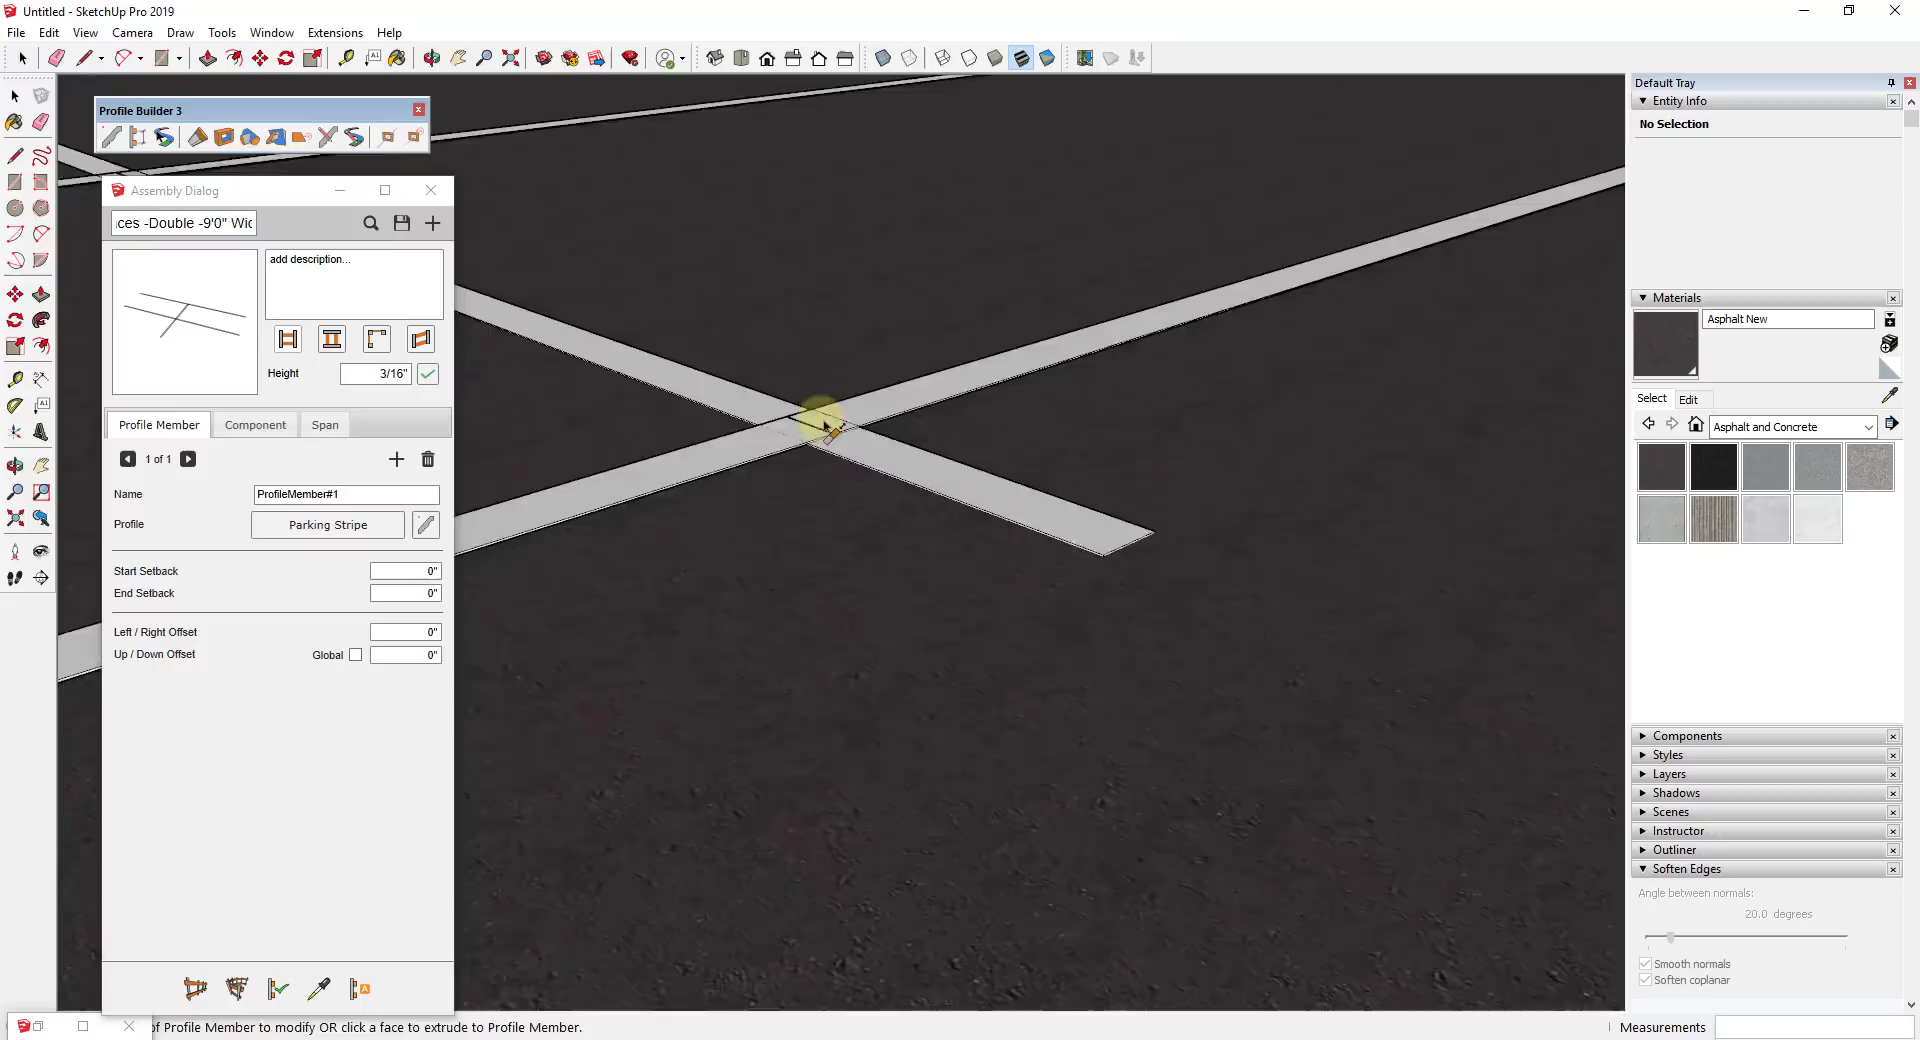 Untitled - SketchUp Pro 2019
File Edit View Camera Draw Tools Window Extensions Help
Profile Builder 3
Assembly Dialog
ces -Double -9'0" Wic
add description...
Height 3/16"
Profile Member Component Span
1 of 1
Name ProfileMember#1
Profile Parking Stripe
Start Setback 0"
End Setback 0"
Left / Right Offset 0"
Up / Down Offset Global 0"
of Profile Member to modify OR click a face to extrude to Profile Member.
Default Tray
Entity Info
No Selection
Materials
Asphalt New
Select Edit
Asphalt and Concrete
Components
Styles
Layers
Shadows
Scenes
Instructor
Outliner
Soften Edges
Angle between normals:
20.0 degrees
Smooth normals
Soften coplanar
Measurements